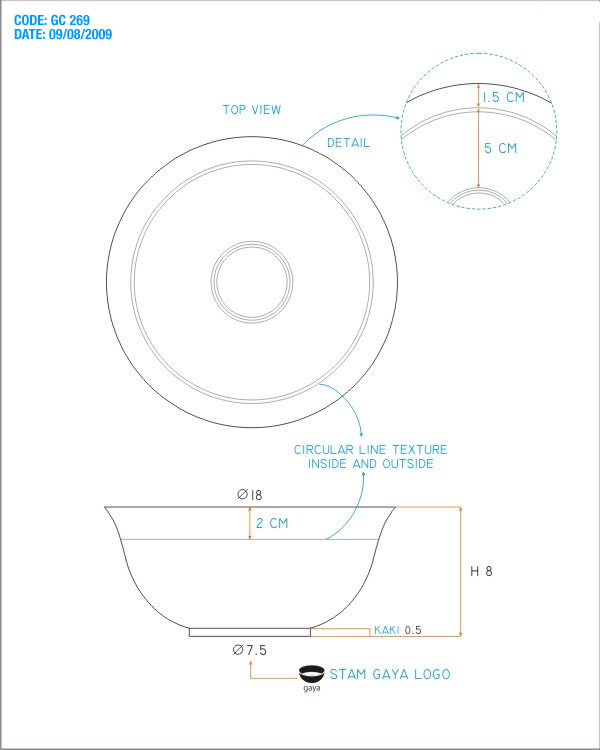 CODE: GC 269
DATE: 09/08/2009
TOP VIEW
DETAIL
1.5 CM
5 CM
CIRCULAR LINE TEXTURE
INSIDE AND OUTSIDE
Ø18
2 CM
H 8
KAKI 0.5
Ø7.5
STAM GAYA LOGO
gaya